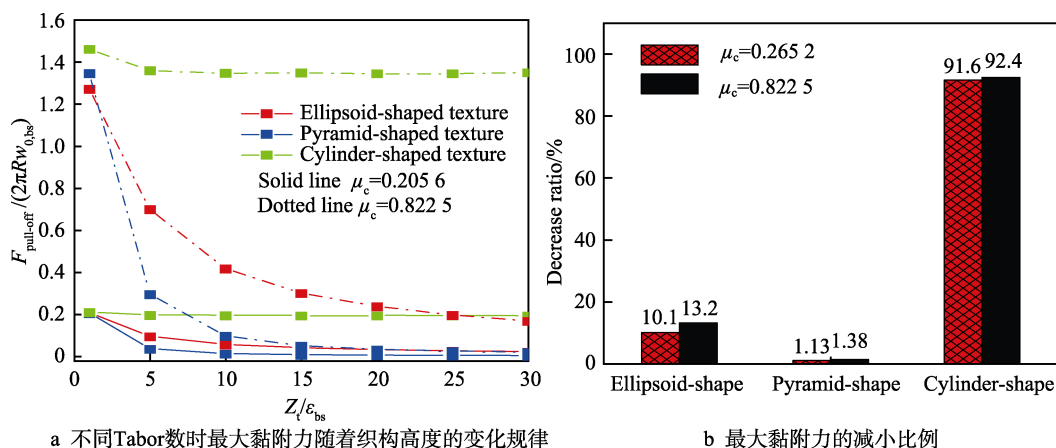 1.6
1.4
1.2
1.0
0.8
0.6
0.4
0.2
0
F_pull-off/(2πRw_0,bs)
Ellipsoid-shaped texture
Pyramid-shaped texture
Cylinder-shaped texture
Solid line μ_c=0.205 6
Dotted line μ_c=0.822 5
0 5 10 15 20 25 30
Z_t/ε_bs
a 不同Tabor数时最大黏附力随着织构高度的变化规律
100
80
60
40
20
0
Decrease ratio/%
μ_c=0.265 2
μ_c=0.822 5
10.1 13.2
1.13 1.38
91.6 92.4
Ellipsoid-shape Pyramid-shape Cylinder-shape
b 最大黏附力的减小比例